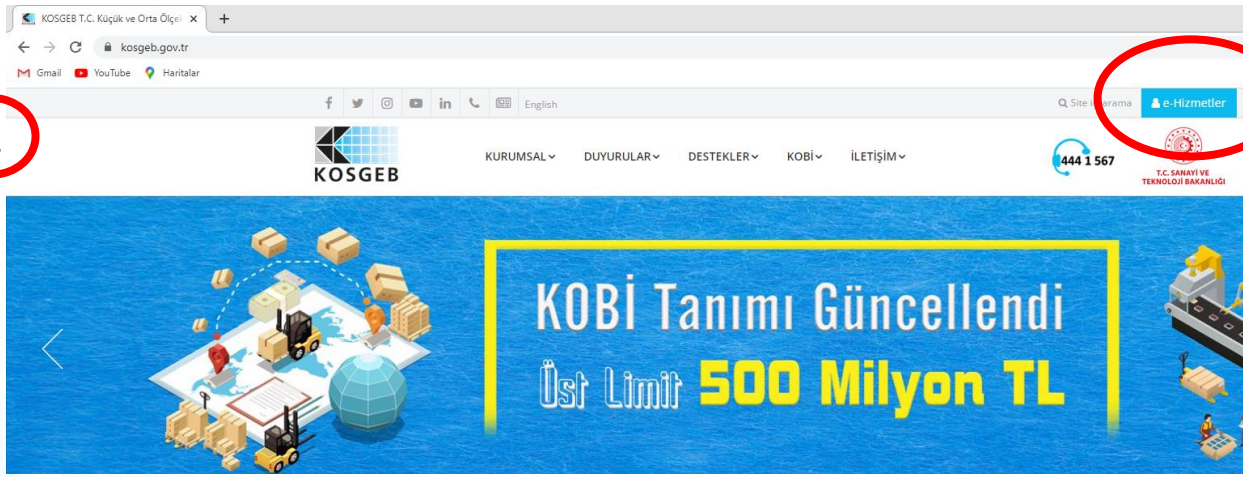 KOSGEB T.C. Küçük ve Orta Ölçe
kosgeb.gov.tr
Gmail YouTube Haritalar
English
Site arama e-Hizmetler
KOSGEB
KURUMSAL DUYURULAR DESTEKLER KOBİ İLETİŞİM
444 1 567
T.C. SANAYİ VE
TEKNOLOJİ BAKANLIĞI
KOBİ Tanımı Güncellendi
Üst Limit 500 Milyon TL